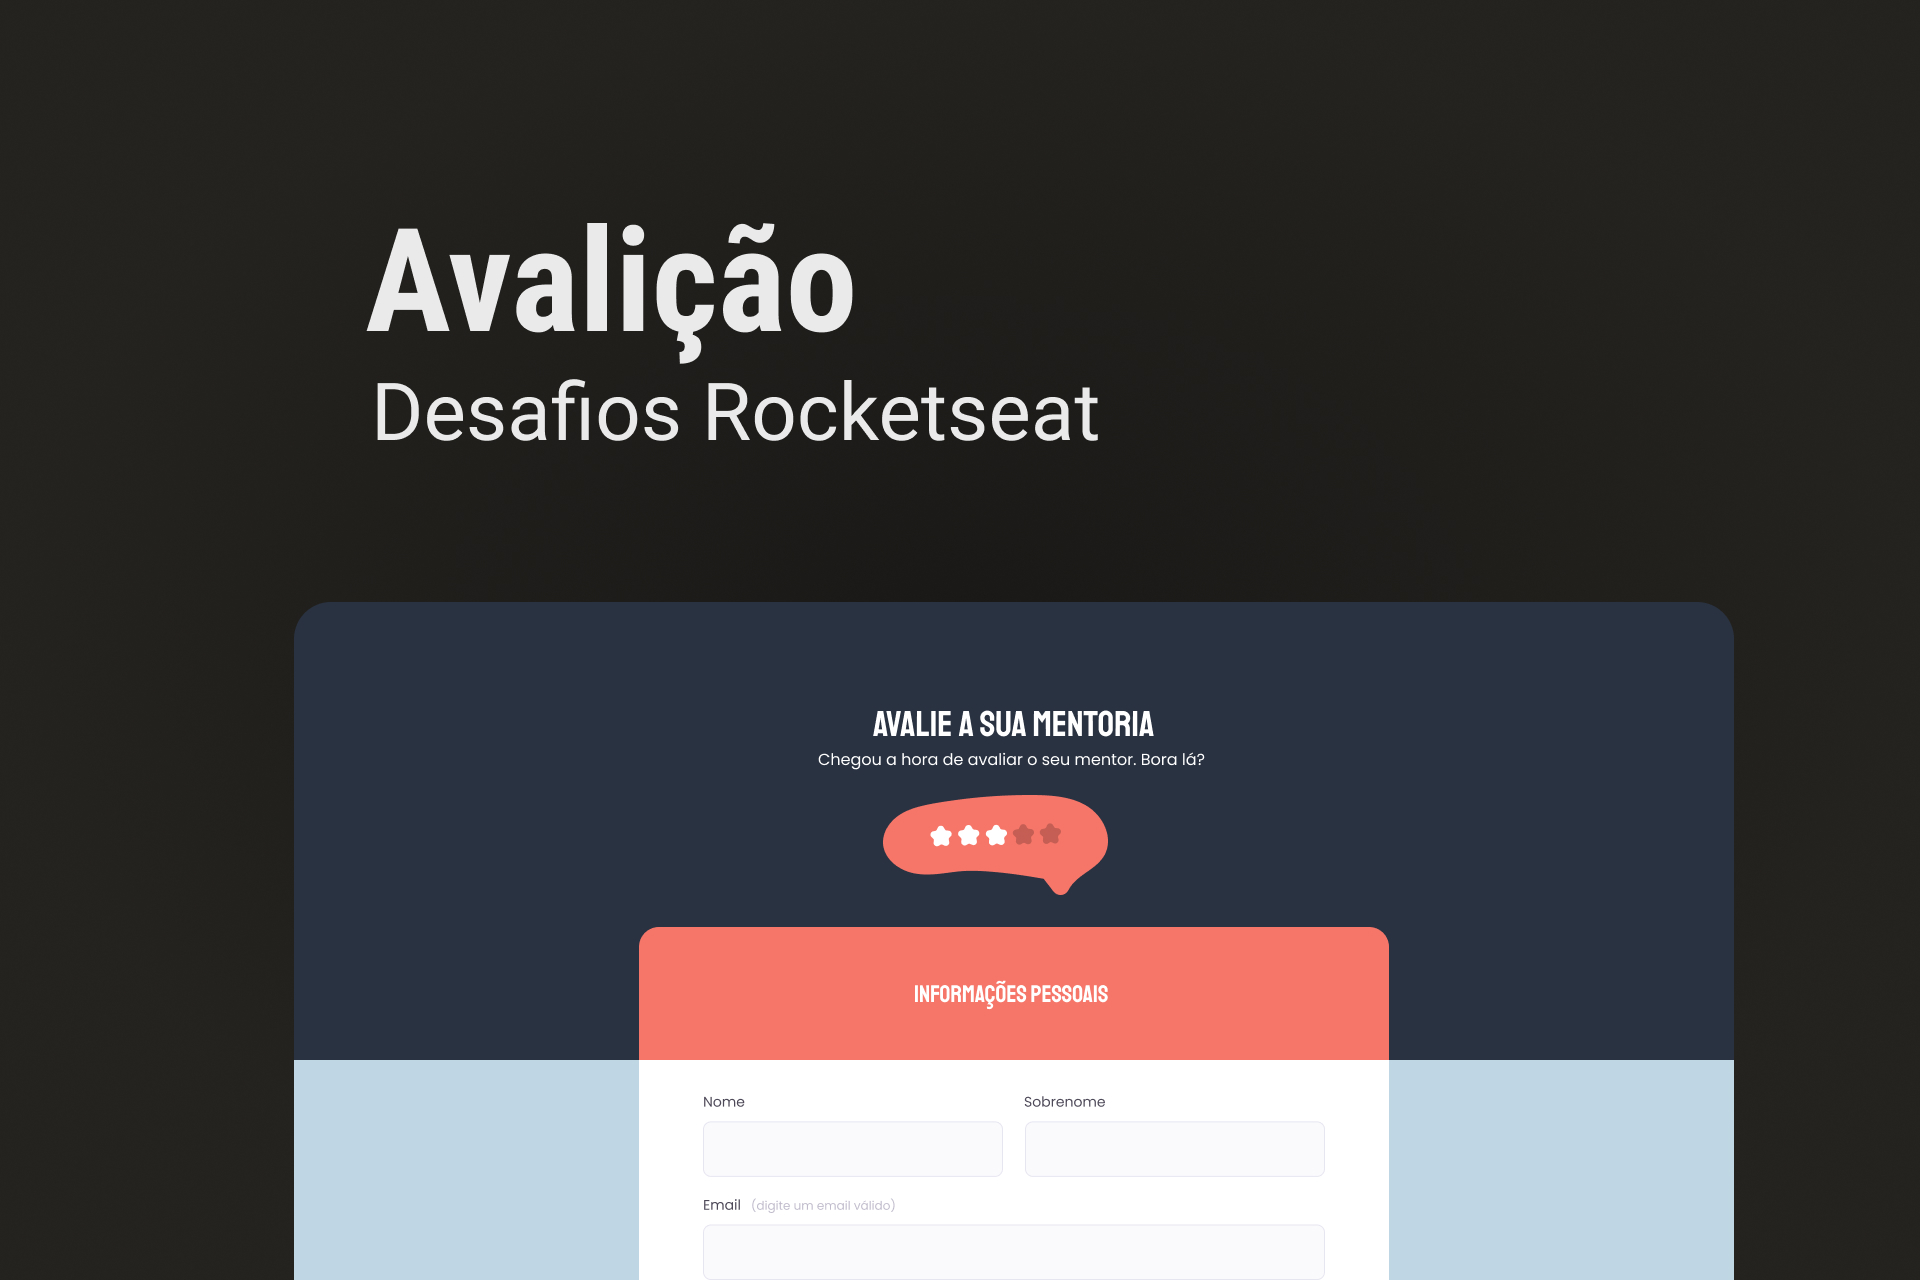 Avalição
Desafios Rocketseat
AVALIE A SUA MENTORIA
Chegou a hora de avaliar o seu mentor. Bora lá?
INFORMAÇÕES PESSOAIS
Nome Sobrenome
Email (digite um email válido)